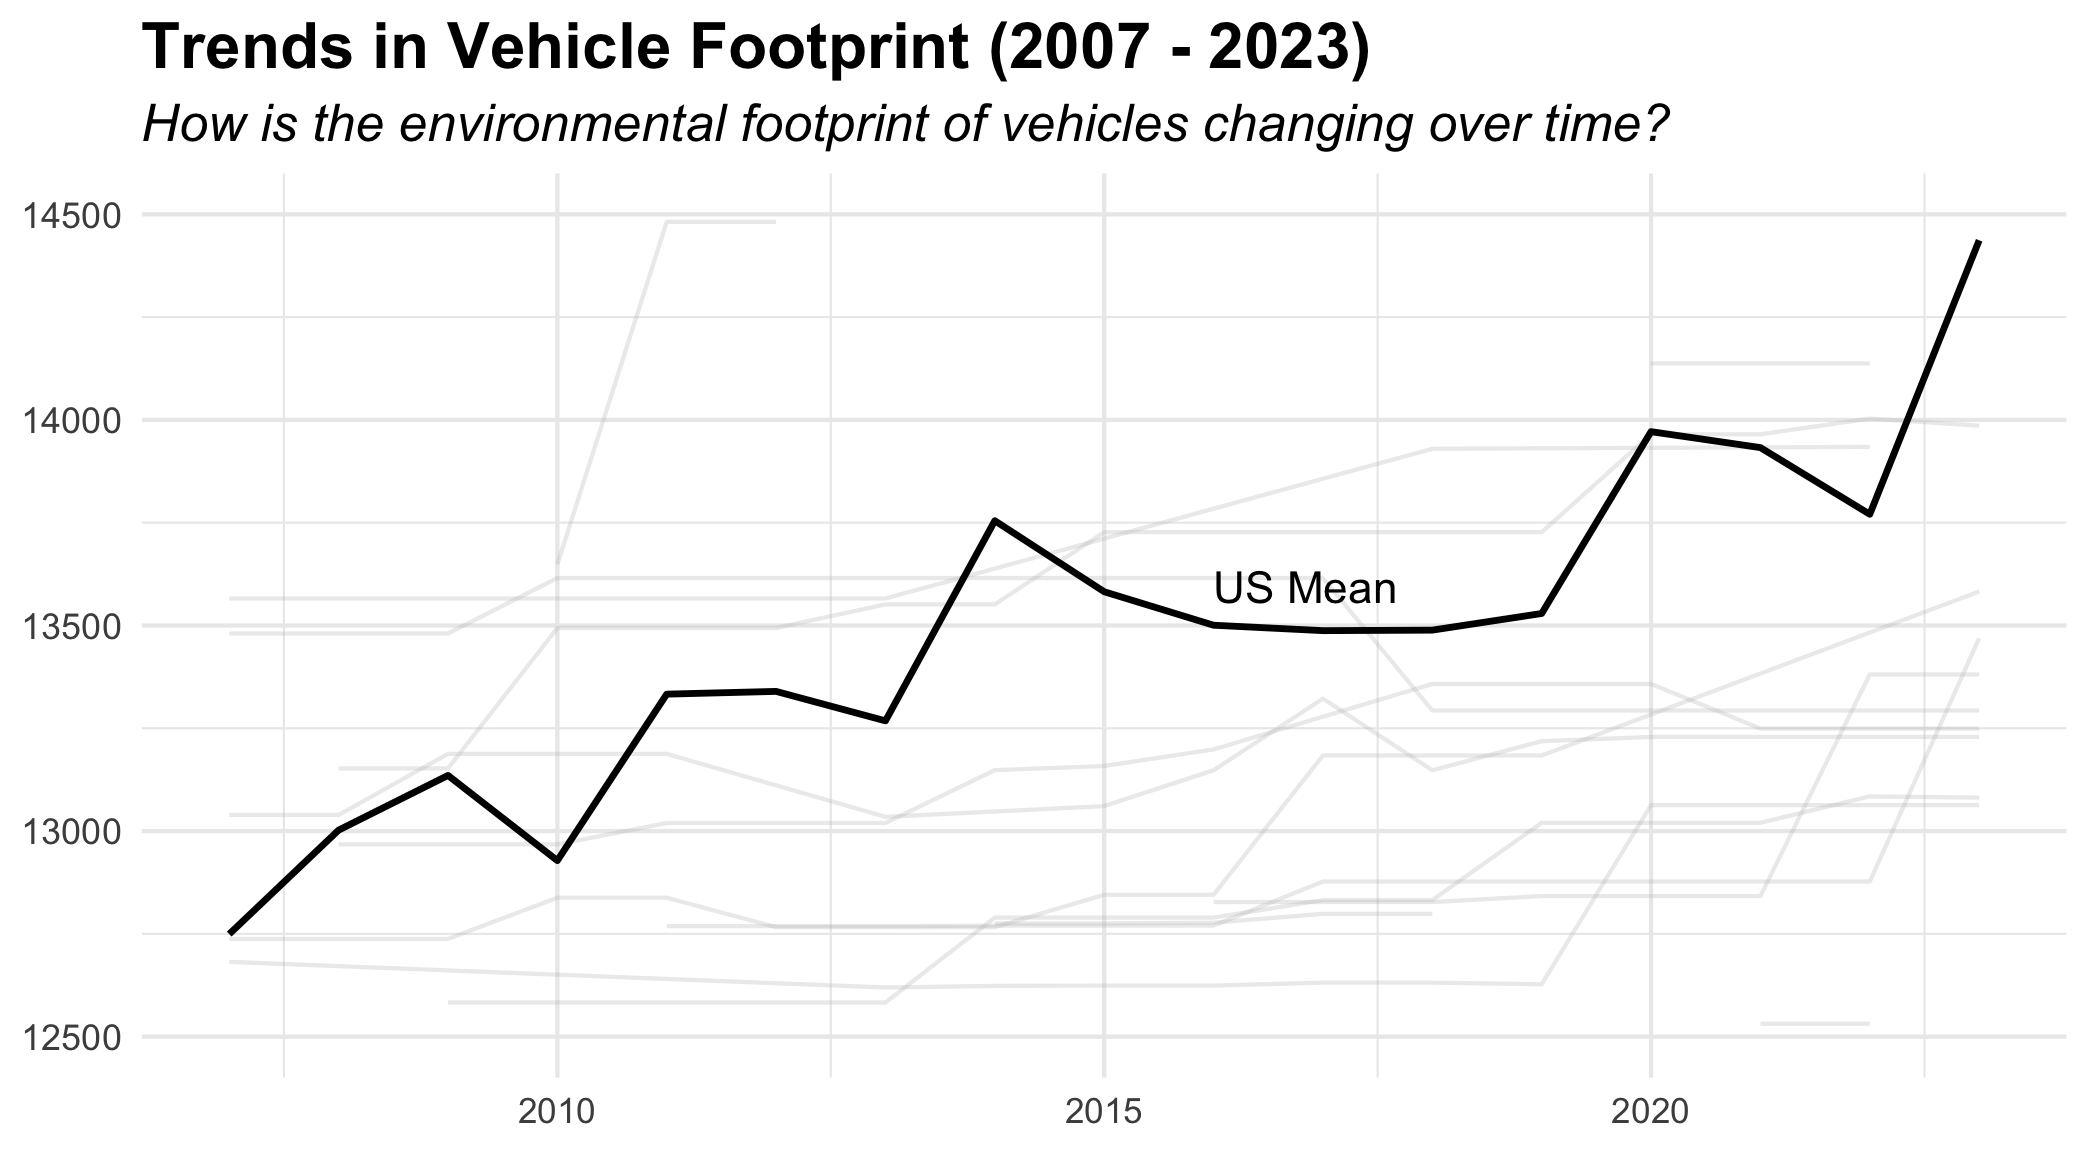 Trends in Vehicle Footprint (2007 - 2023)
How is the environmental footprint of vehicles changing over time?
14500
14000
13500
13000
12500
US Mean
2010
2015
2020